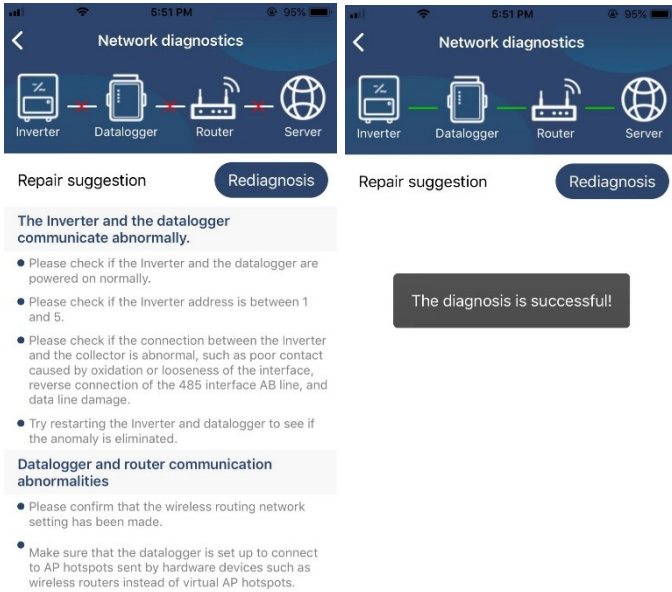 5:51 PM
95%
Network diagnostics
Inverter
Datalogger
Router
Server
Repair suggestion
Rediagnosis
The Inverter and the datalogger
communicate abnormally.
Please check if the Inverter and the datalogger are
powered on normally.
Please check if the Inverter address is between 1
and 5.
Please check if the connection between the Inverter
and the collector is abnormal, such as poor contact
caused by oxidation or looseness of the interface,
reverse connection of the 485 interface AB line, and
data line damage.
Try restarting the Inverter and datalogger to see if
the anomaly is eliminated.
Datalogger and router communication
abnormalities
Please confirm that the wireless routing network
setting has been made.
Make sure that the datalogger is set up to connect
to AP hotspots sent by hardware devices such as
wireless routers instead of virtual AP hotspots.
5:51 PM
95%
Network diagnostics
Inverter
Datalogger
Router
Server
Repair suggestion
Rediagnosis
The diagnosis is successful!